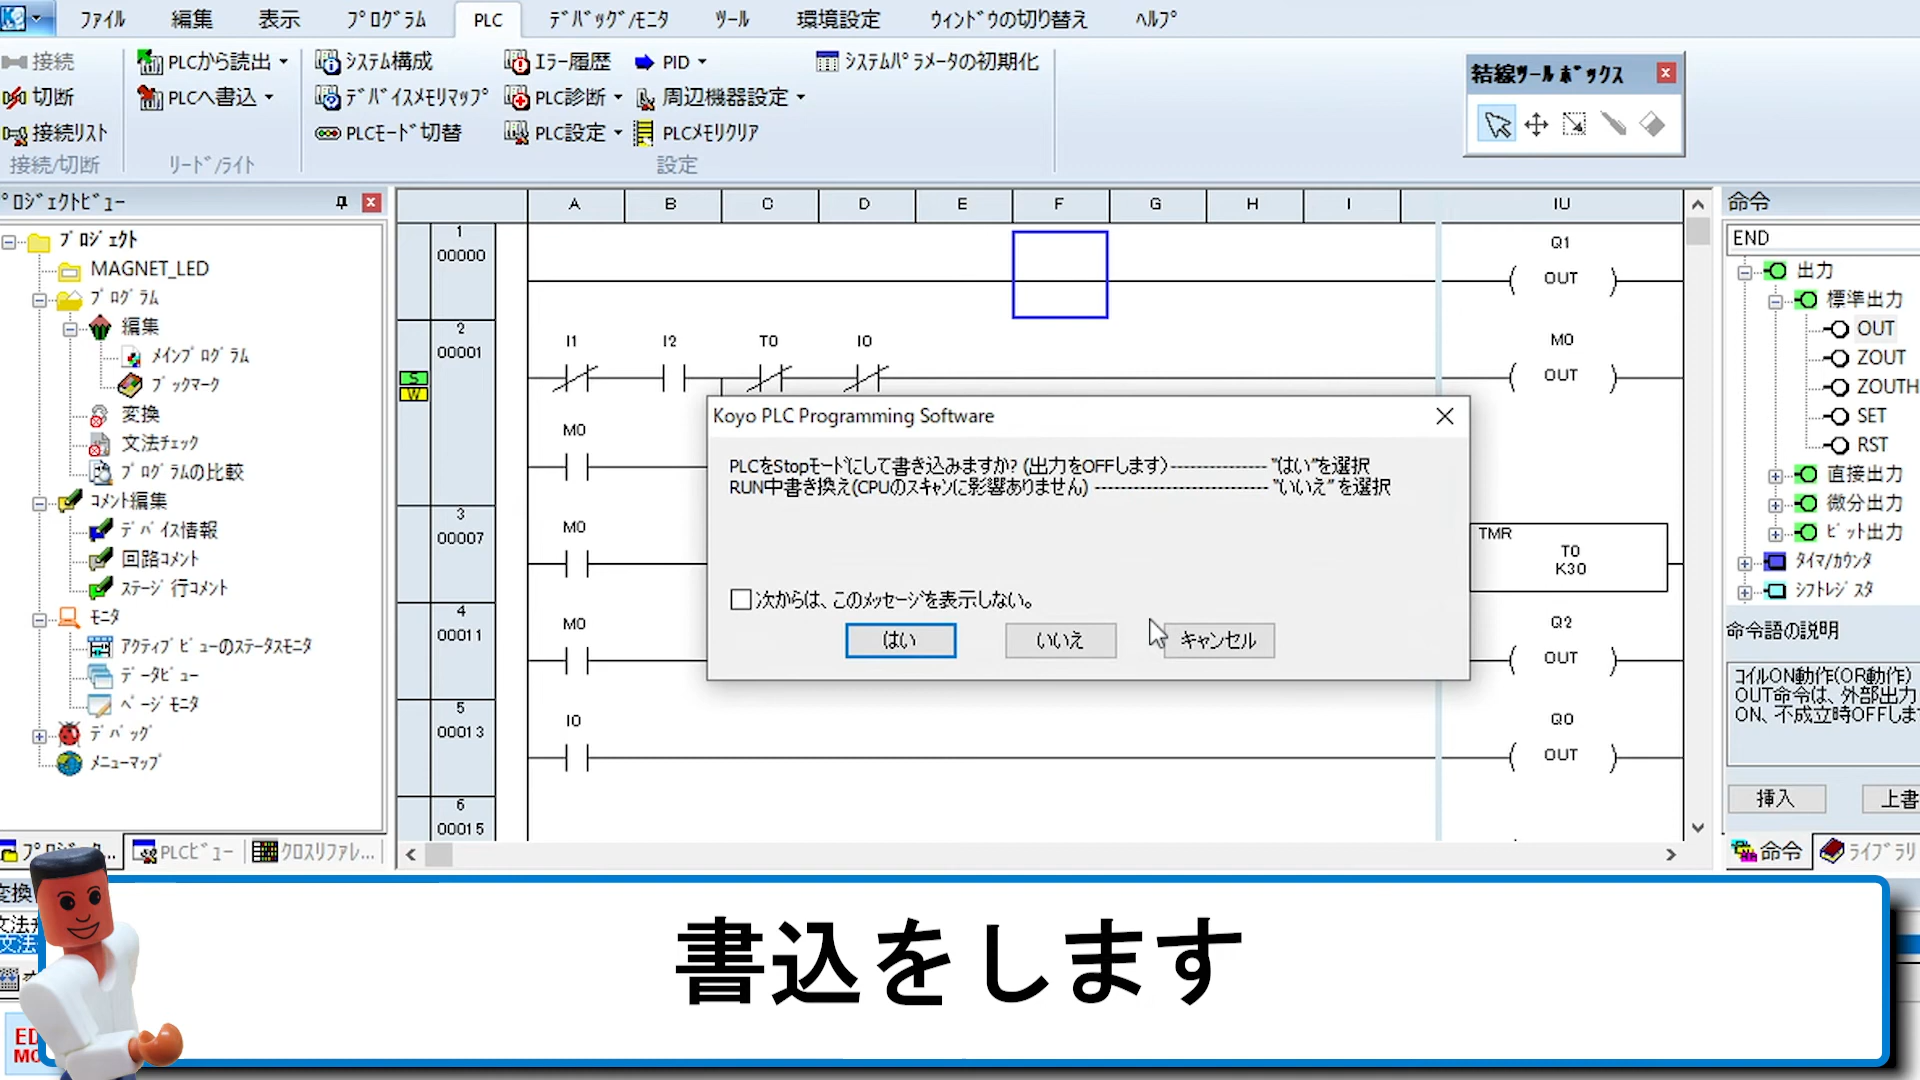 ファイル 編集 表示 プログラム PLC デバッグ/モニタ ツール 環境設定 ウィンドウの切り替え ヘルプ
接続 PLCから読出 システム構成 エラー履歴 PID システムパラメータの初期化
切断 PLCへ書込 デバイスメモリマップ PLC診断 周辺機器設定
接続リスト PLCモード切替 PLC設定 PLCメモリクリア
接続/切断 リード/ライト 設定
結線ツールボックス
プロジェクトビュー
プロジェクト
MAGNET_LED
プログラム
編集
メインプログラム
ブックマーク
変換
文法チェック
プログラムの比較
コメント編集
デバイス情報
回路コメント
ステージ行コメント
モニタ
アクティブビューのステータスモニタ
データビュー
ページモニタ
デバッグ
メニューマップ
プロジェク... PLCビュー クロスリファレ...
A B C D E F G H I IU
1
00000
Q1
OUT
2
00001
S
W
I1 I2 T0 I0 M0
OUT
M0
3
00007
M0
TMR
T0
K30
4
00011
M0
Q2
OUT
5
00013
I0
Q0
OUT
6
00015
Koyo PLC Programming Software
PLCをStopモードにして書き込みますか? (出力をOFFします)-------------- "はい"を選択
RUN中書き換え(CPUのスキャンに影響ありません) -------------------------- "いいえ" を選択
次からは、このメッセージを表示しない。
はい いいえ キャンセル
命令
END
出力
標準出力
OUT
ZOUT
ZOUTH
SET
RST
直接出力
微分出力
ビット出力
タイマ/カウンタ
シフトレジスタ
命令語の説明
コイルON動作(OR動作)
OUT命令は、外部出力
ON、不成立時OFFしま
挿入 上書
命令 ライブラリ
変換
文法
文法
ED
MO
書込をします